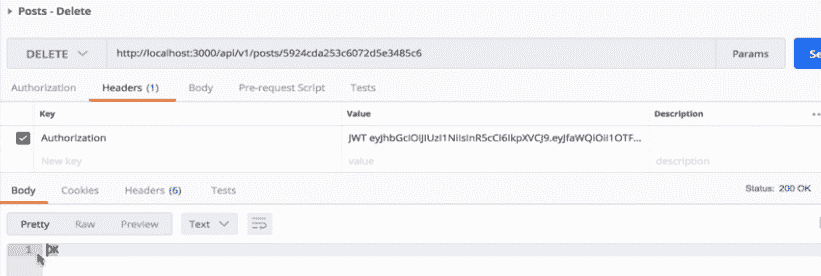 Posts - Delete
DELETE http://localhost:3000/api/v1/posts/5924cda253c6072d5e3485c6 Params Se
Authorization Headers (1) Body Pre-request Script Tests
Key Value Description
Authorization JWT eyJhbGciOiJIUzI1NiIsInR5cCI6IkpXVCJ9.eyJfaWQiOiI1OTF...
New key value description
Body Cookies Headers (6) Tests Status: 200 OK
Pretty Raw Preview Text
1 OK